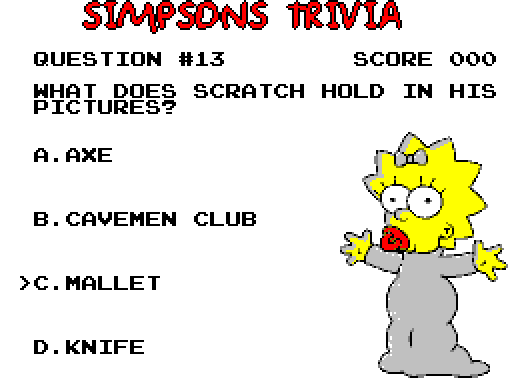 SIMPSONS TRIVIA
QUESTION #13 SCORE 000
WHAT DOES SCRATCH HOLD IN HIS
PICTURES?
A.AXE
B.CAVEMEN CLUB
>C.MALLET
D.KNIFE